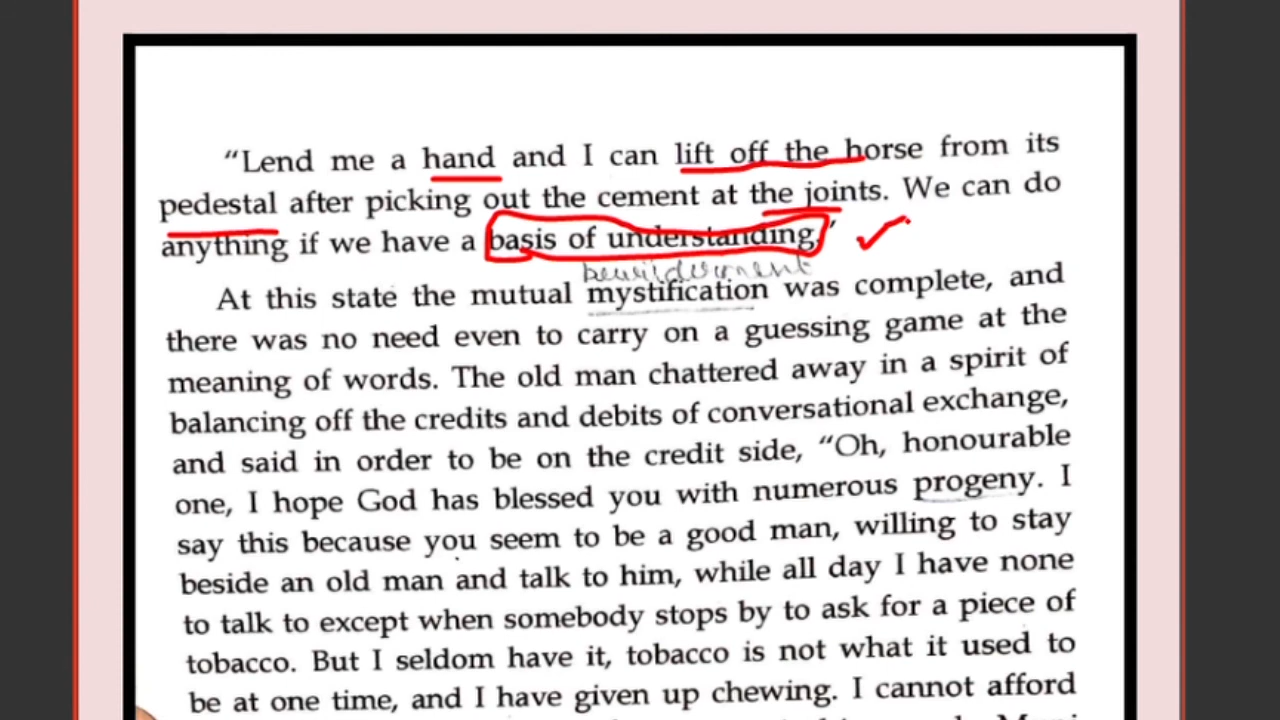 “Lend me a hand and I can lift off the horse from its
pedestal after picking out the cement at the joints. We can do
anything if we have a basis of understanding.”
bewilderment
At this state the mutual mystification was complete, and
there was no need even to carry on a guessing game at the
meaning of words. The old man chattered away in a spirit of
balancing off the credits and debits of conversational exchange,
and said in order to be on the credit side, “Oh, honourable
one, I hope God has blessed you with numerous progeny. I
say this because you seem to be a good man, willing to stay
beside an old man and talk to him, while all day I have none
to talk to except when somebody stops by to ask for a piece of
tobacco. But I seldom have it, tobacco is not what it used to
be at one time, and I have given up chewing. I cannot afford